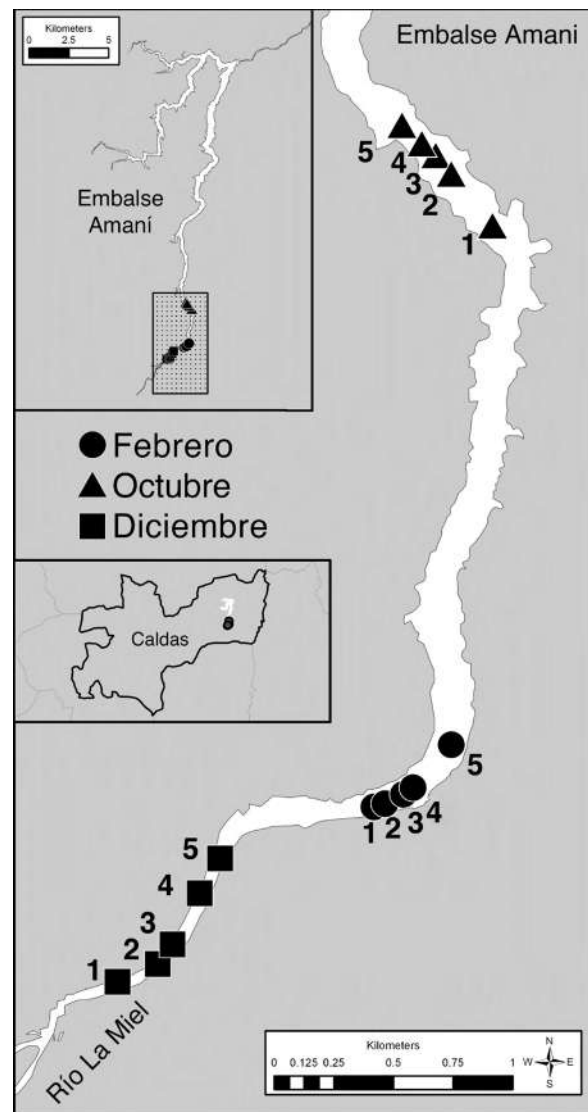 Kilometers
0 2.5 5
Embalse
Amaní
Embalse Amani
5
4
3
2
1
Febrero
Octubre
Diciembre
Caldas
5
4
3
2
1
5
4
3
2
1
Río La Miel
Kilometers
0 0.125 0.25 0.5 0.75 1
N
W E
S